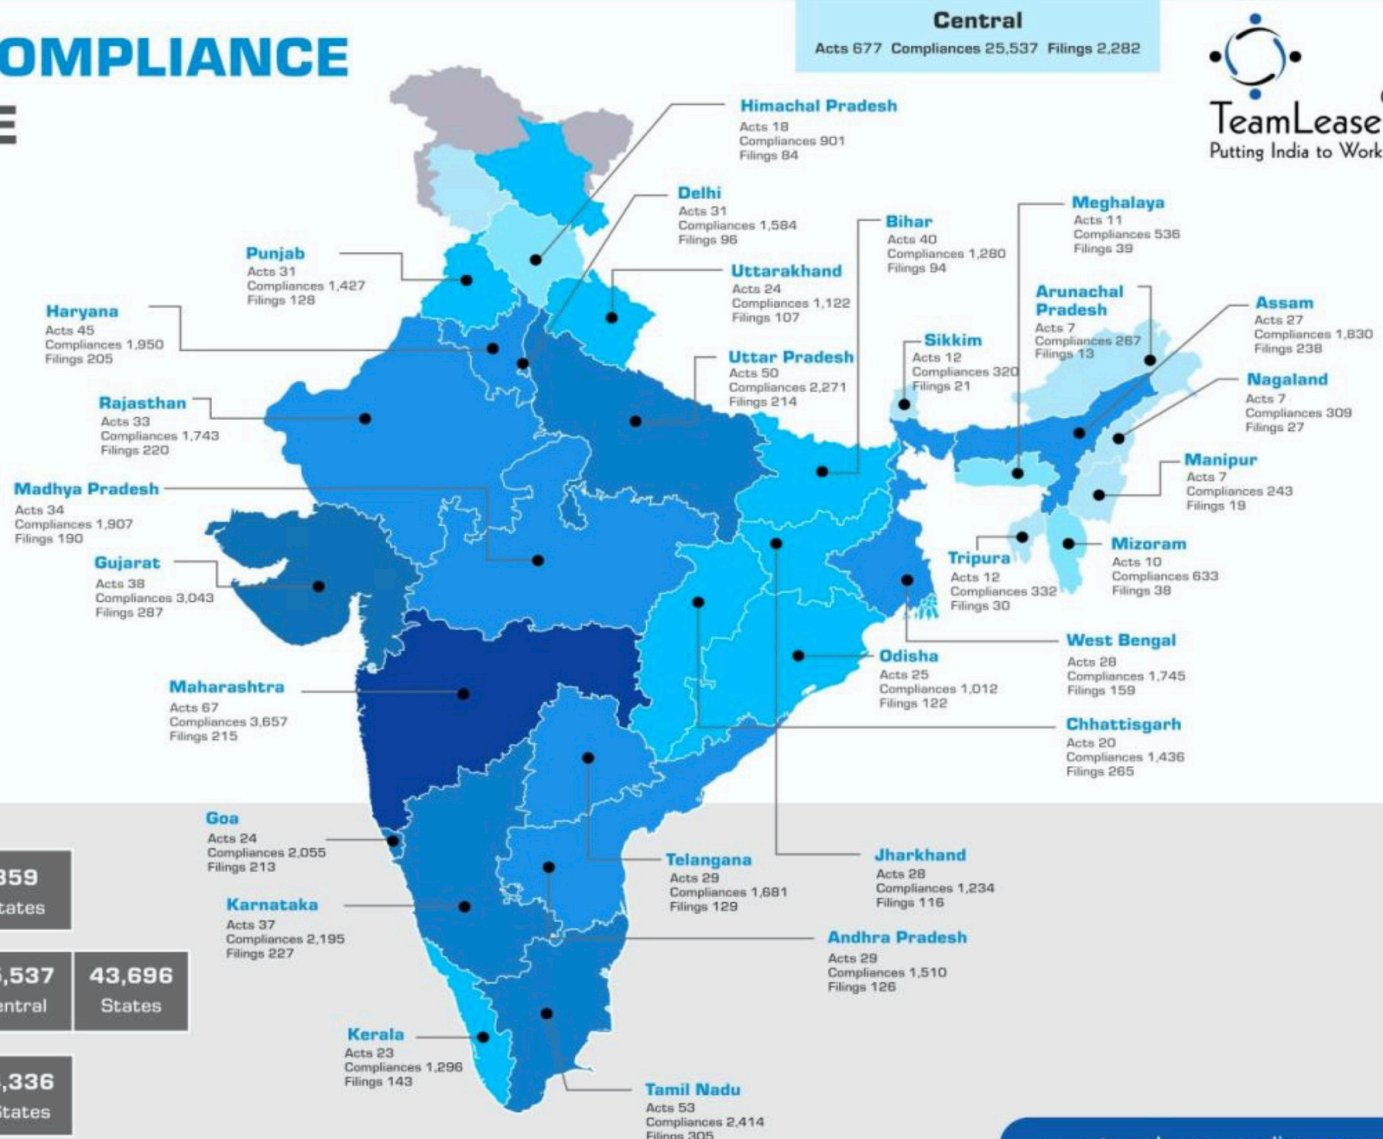 OMPLIANCE
E
Central
Acts 677 Compliances 25,537 Filings 2,282
TeamLease
Putting India to Work
Himachal Pradesh
Acts 18
Compliances 901
Filings 84
Delhi
Acts 31
Compliances 1,584
Filings 96
Meghalaya
Acts 11
Compliances 536
Filings 39
Bihar
Acts 40
Compliances 1,280
Filings 94
Punjab
Acts 31
Compliances 1,427
Filings 128
Uttarakhand
Acts 24
Compliances 1,122
Filings 107
Arunachal
Pradesh
Acts 7
Compliances 267
Filings 13
Assam
Acts 27
Compliances 1,830
Filings 238
Haryana
Acts 45
Compliances 1,950
Filings 205
Sikkim
Acts 12
Compliances 320
Filings 21
Uttar Pradesh
Acts 50
Compliances 2,271
Filings 214
Nagaland
Acts 7
Compliances 309
Filings 27
Rajasthan
Acts 33
Compliances 1,743
Filings 220
Manipur
Acts 7
Compliances 243
Filings 19
Madhya Pradesh
Acts 34
Compliances 1,907
Filings 190
Mizoram
Acts 10
Compliances 633
Filings 38
Tripura
Acts 12
Compliances 332
Filings 30
Gujarat
Acts 38
Compliances 3,043
Filings 287
West Bengal
Acts 28
Compliances 1,745
Filings 159
Odisha
Acts 25
Compliances 1,012
Filings 122
Maharashtra
Acts 67
Compliances 3,657
Filings 215
Chhattisgarh
Acts 20
Compliances 1,436
Filings 265
Goa
Acts 24
Compliances 2,055
Filings 213
Telangana
Acts 29
Compliances 1,681
Filings 129
Jharkhand
Acts 28
Compliances 1,234
Filings 116
359
tates
Karnataka
Acts 37
Compliances 2,195
Filings 227
Andhra Pradesh
Acts 29
Compliances 1,510
Filings 126
5,537
entral
43,696
States
Kerala
Acts 23
Compliances 1,296
Filings 143
,336
States
Tamil Nadu
Acts 53
Compliances 2,414
Filings 305